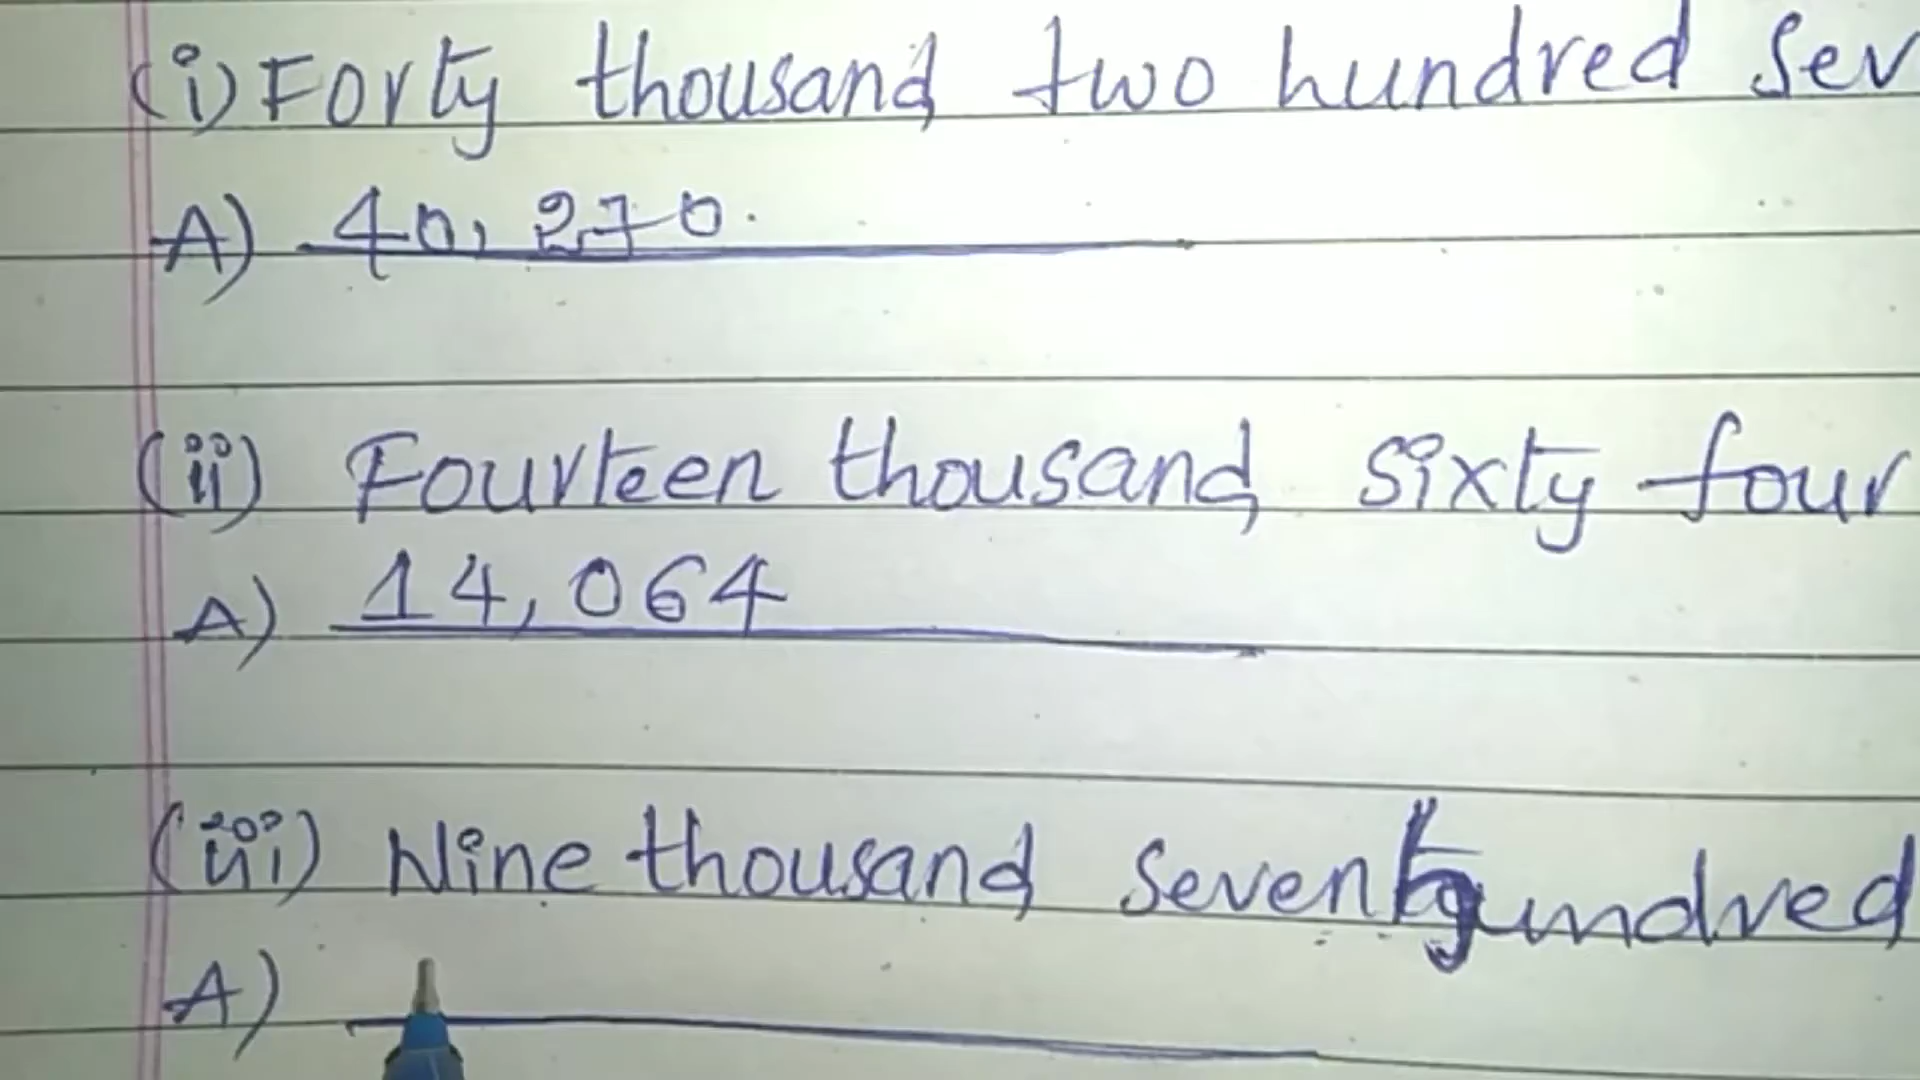 (i) Forty thousand two hundred sev
A) 40, 270.
(ii) Fourteen thousand sixty four
A) 14,064
(iii) Nine thousand seven hundred
A)